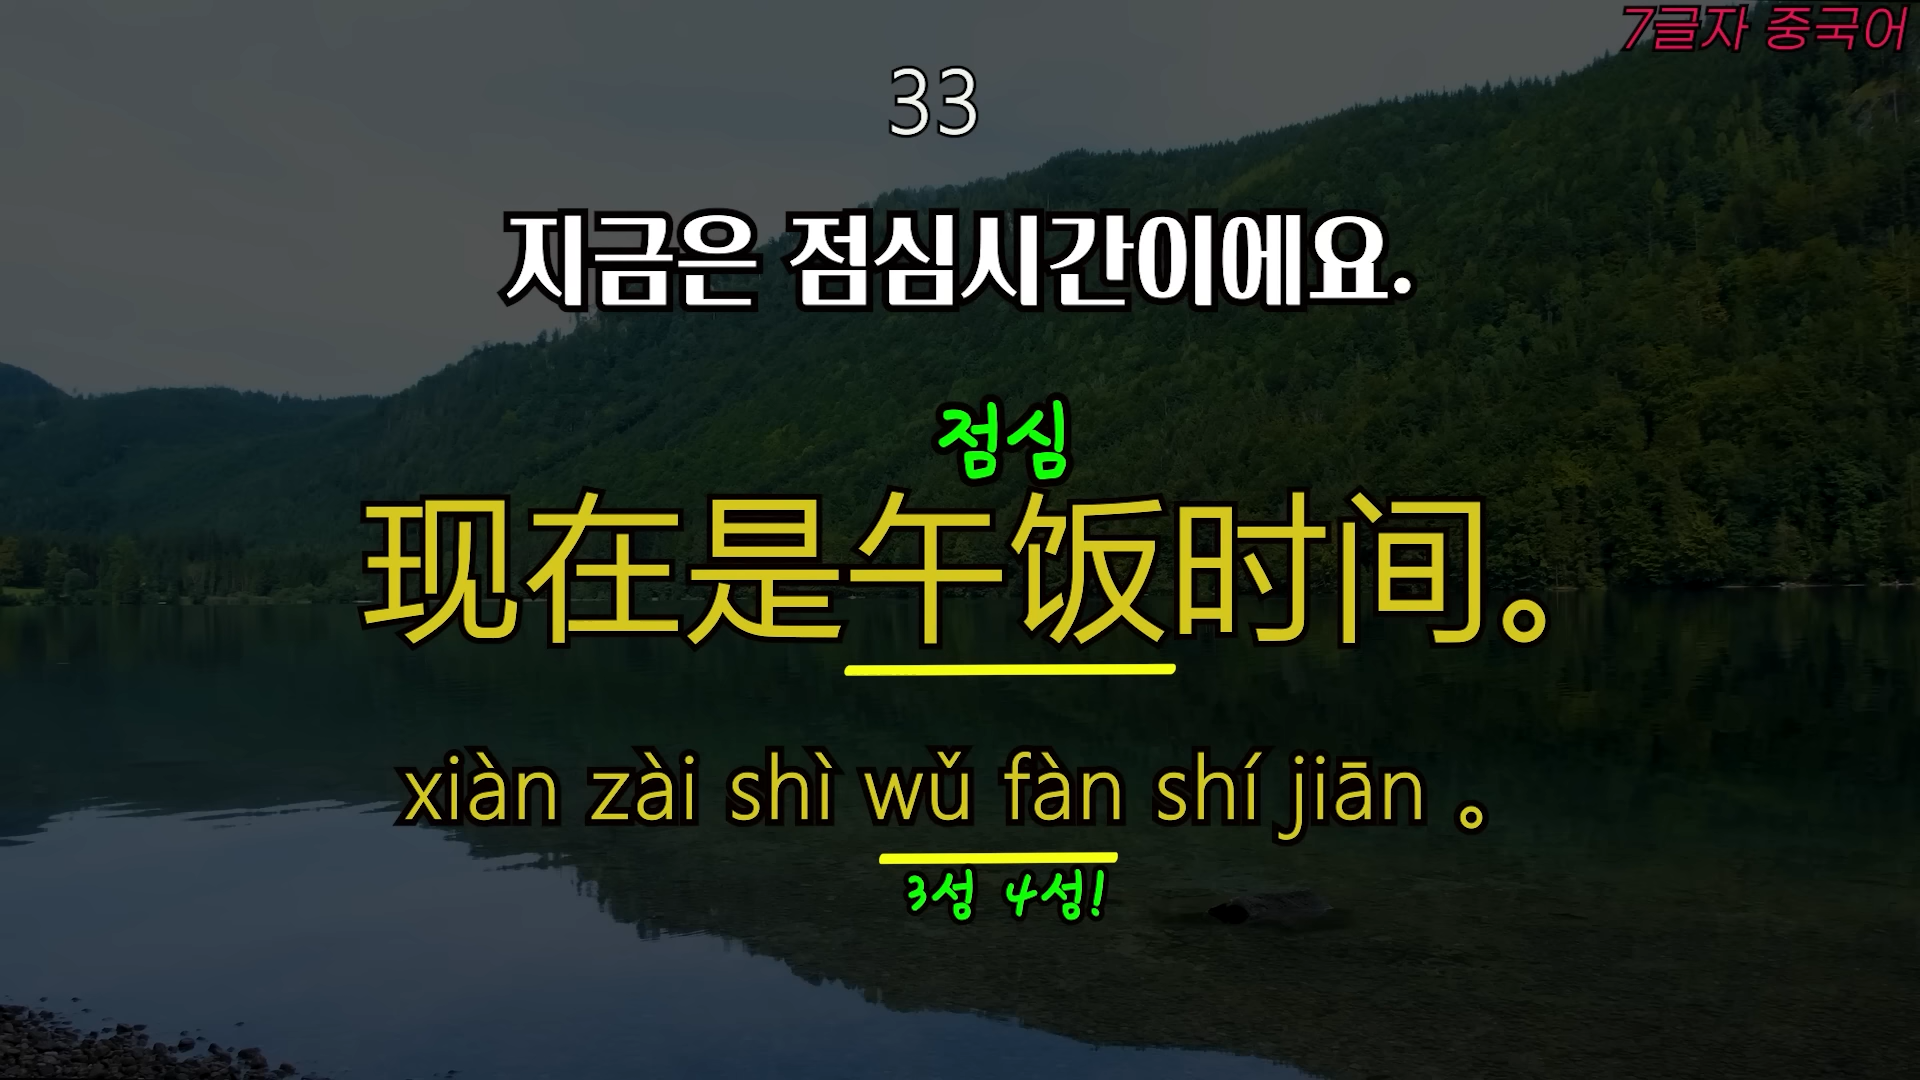 7글자 중국어
33
지금은 점심시간이에요.
점심
现在是午饭时间。
xiàn zài shì wǔ fàn shí jiān 。
3성 4성!